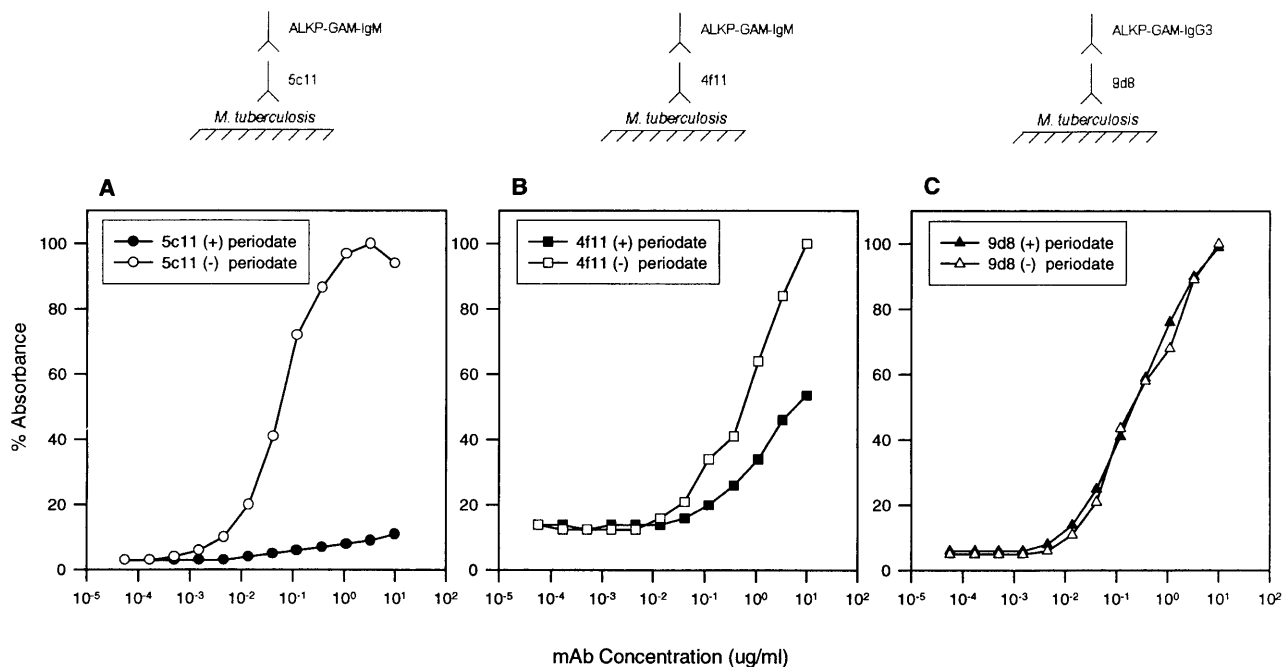 ALKP-GAM-IgM
5c11
M. tuberculosis
ALKP-GAM-IgM
4f11
M. tuberculosis
ALKP-GAM-IgG3
9d8
M. tuberculosis
A
B
C
5c11 (+) periodate
5c11 (-) periodate
4f11 (+) periodate
4f11 (-) periodate
9d8 (+) periodate
9d8 (-) periodate
% Absorbance
100
80
60
40
20
0
100
80
60
40
20
0
100
80
60
40
20
0
10-5 10-4 10-3 10-2 10-1 100 101 102
10-5 10-4 10-3 10-2 10-1 100 101 102
10-5 10-4 10-3 10-2 10-1 100 101 102
mAb Concentration (ug/ml)